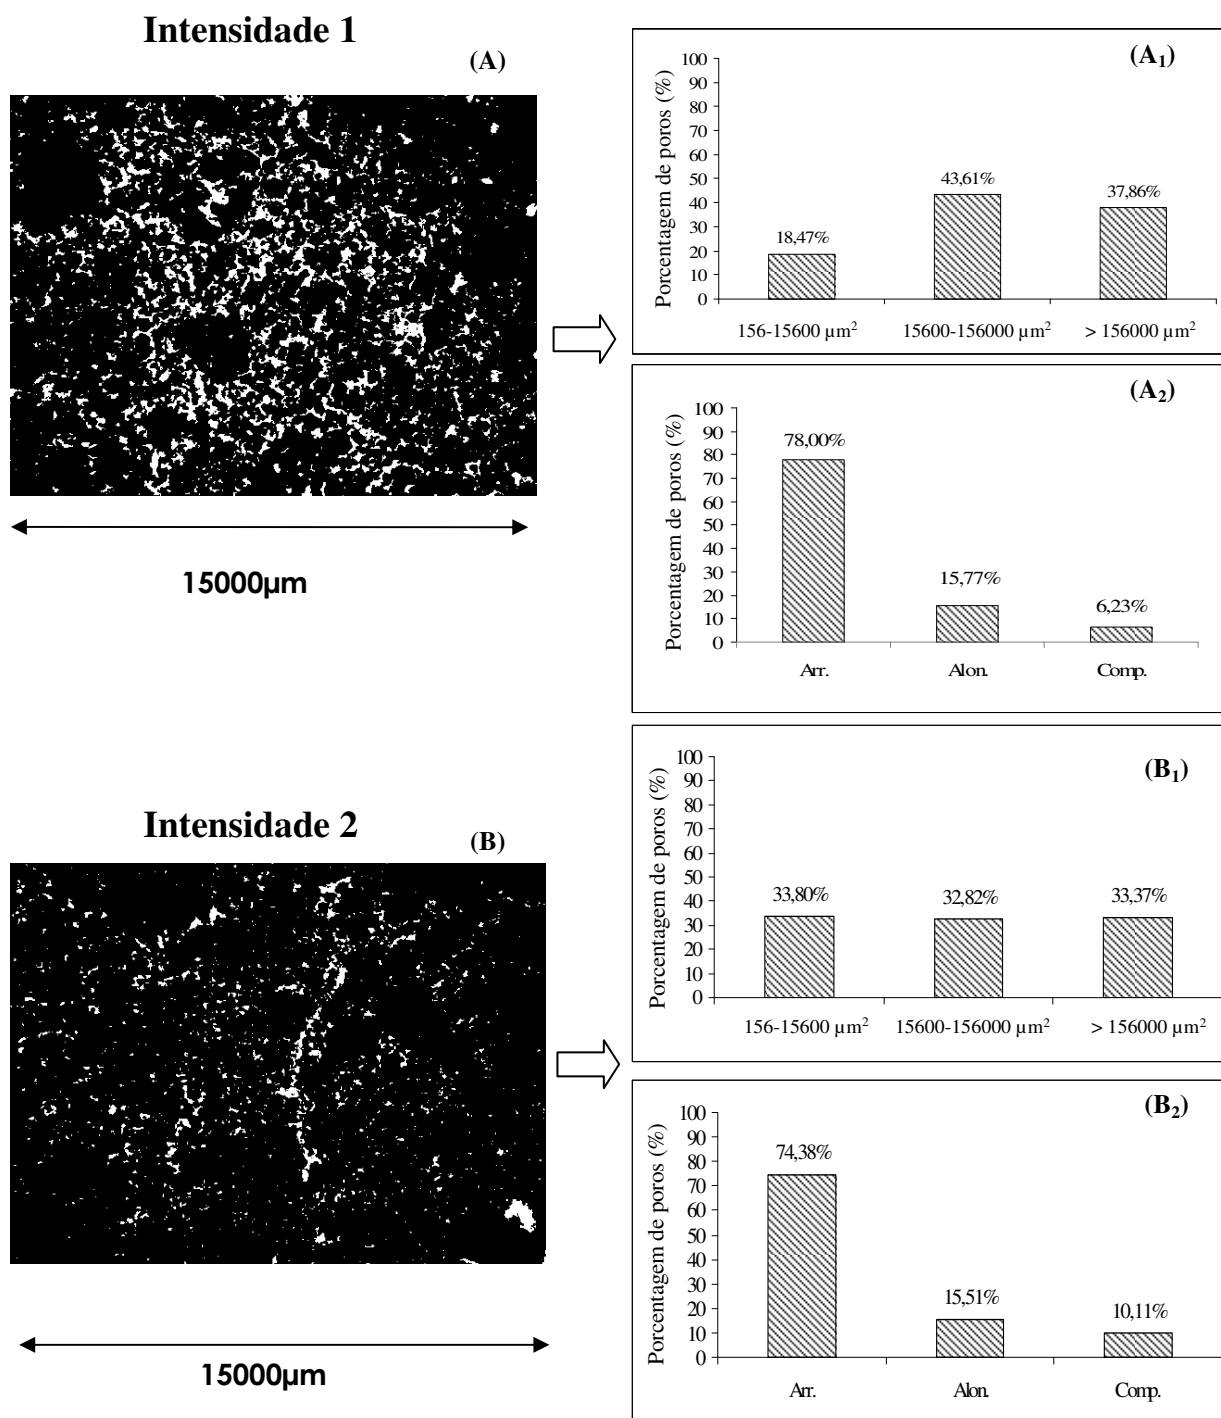 Intensidade 1
(A)
15000µm
(A1)
Porcentagem de poros (%)
100
90
80
70
60
50
40
30
20
10
0
18,47%
43,61%
37,86%
156-15600 µm²
15600-156000 µm²
> 156000 µm²
(A2)
Porcentagem de poros (%)
100
90
80
70
60
50
40
30
20
10
0
78,00%
15,77%
6,23%
Arr.
Alon.
Comp.
Intensidade 2
(B)
15000µm
(B1)
Porcentagem de poros (%)
100
90
80
70
60
50
40
30
20
10
0
33,80%
32,82%
33,37%
156-15600 µm²
15600-156000 µm²
> 156000 µm²
(B2)
Porcentagem de poros (%)
100
90
80
70
60
50
40
30
20
10
0
74,38%
15,51%
10,11%
Arr.
Alon.
Comp.